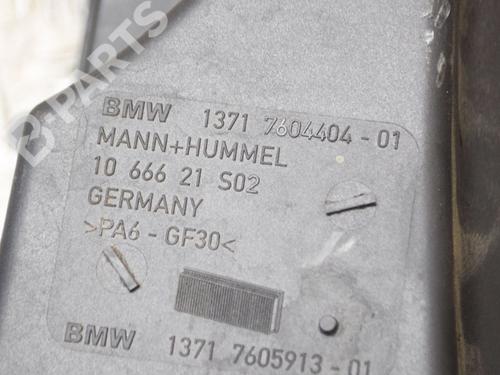 B-PARTS
BMW 1371 7604404-01
MANN+HUMMEL
10 666 21 S02
GERMANY
>PA6-GF30<
BMW 1371 7605913-01